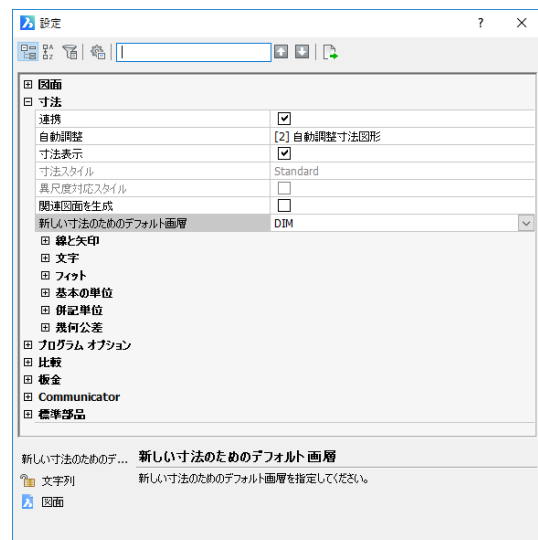 設定
図面
寸法
連携
自動調整 [2] 自動調整寸法図形
寸法表示
寸法スタイル Standard
異尺度対応スタイル
関連図面を生成
新しい寸法のためのデフォルト画層 DIM
線と矢印
文字
フィット
基本の単位
併記単位
幾何公差
プログラム オプション
比較
板金
Communicator
標準部品
新しい寸法のためのデ... 新しい寸法のためのデフォルト画層
文字列 新しい寸法のためのデフォルト画層を指定してください。
図面